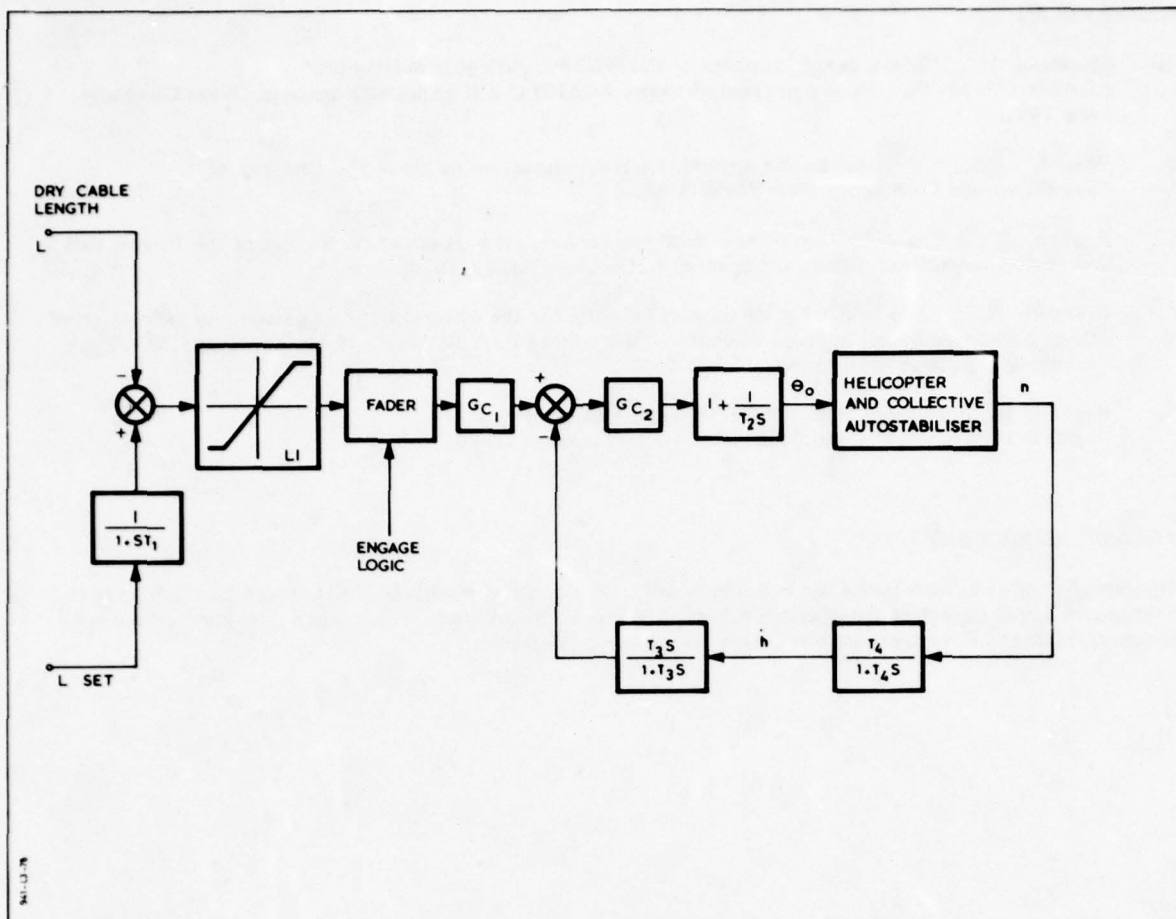 DRY CABLE
LENGTH
L
-
+
L1
FADER
G C1
+
-
G C2
1 + 1
T2S
θo
HELICOPTER
AND COLLECTIVE
AUTOSTABILISER
n
1
1+ST1
ENGAGE
LOGIC
L SET
T3S
1+T3S
ḣ
T4
1+T4S